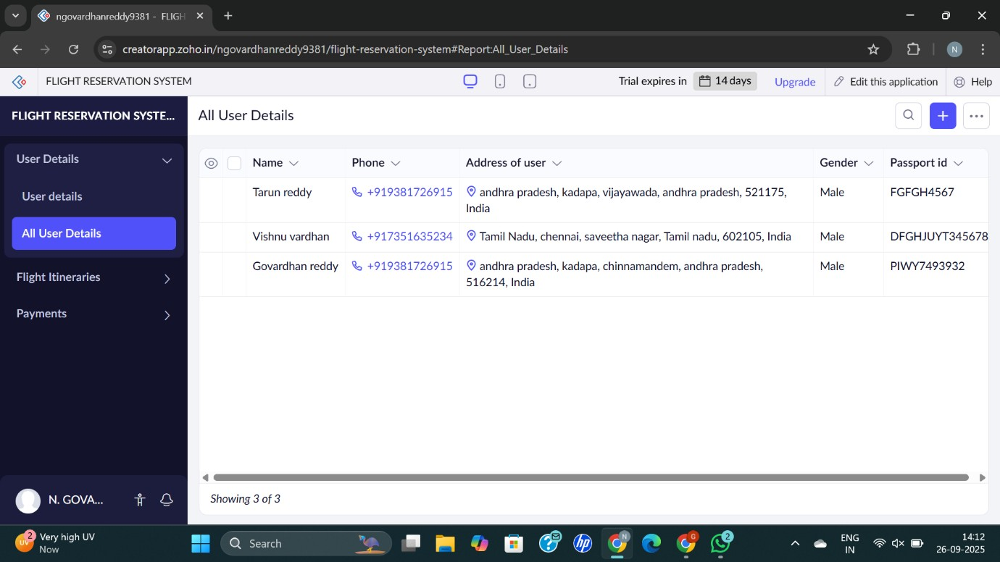 ngovardhanreddy9381 - FLIGH
creatorapp.zoho.in/ngovardhanreddy9381/flight-reservation-system#Report:All_User_Details
N
FLIGHT RESERVATION SYSTEM
Trial expires in
14 days
Upgrade
Edit this application
Help
FLIGHT RESERVATION SYSTE...
All User Details
User Details
User details
All User Details
Flight Itineraries
Payments
Name
Phone
Address of user
Gender
Passport id
Tarun reddy
+919381726915
andhra pradesh, kadapa, vijayawada, andhra pradesh, 521175,
India
Male
FGFGH4567
Vishnu vardhan
+917351635234
Tamil Nadu, chennai, saveetha nagar, Tamil nadu, 602105, India
Male
DFGHJUYT345678
Govardhan reddy
+919381726915
andhra pradesh, kadapa, chinnamandem, andhra pradesh,
516214, India
Male
PIWY7493932
Showing 3 of 3
N. GOVA...
UV
2
Very high UV
Now
Search
hp
N
G
2
ENG
IN
14:12
26-09-2025